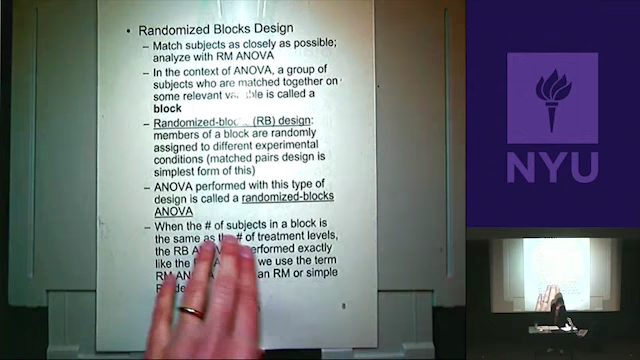 • Randomized Blocks Design
– Match subjects as closely as possible;
analyze with RM ANOVA
– In the context of ANOVA, a group of
subjects who are matched together on
some relevant is called a
block
– Randomized- (RB) design:
members of a block are randomly
assigned to different experimental
conditions (matched pairs design is
simplest form of this)
– ANOVA performed with this type of
design is called a randomized-blocks
ANOVA
– When the # of subjects in a block is
the same as the # of treatment levels,
the RB performed exactly
like the we use the term
RM an RM or simple
8
NYU